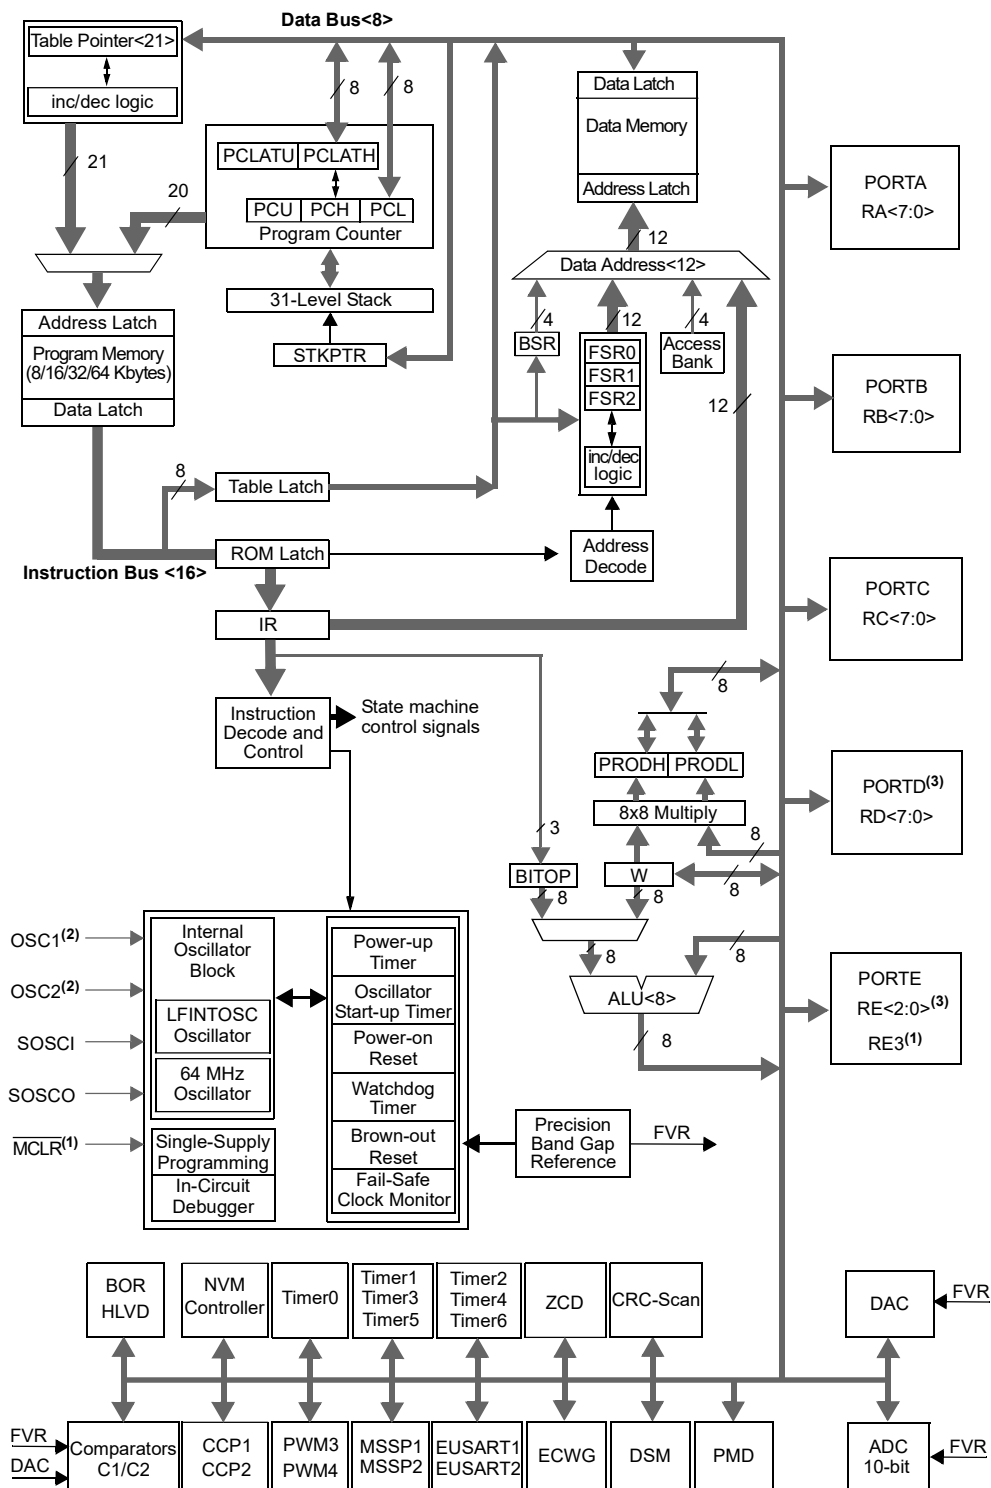 Data Bus<8>
Table Pointer<21>
inc/dec logic
21
20
8
8
PCLATU
PCLATH
PCU
PCH
PCL
Program Counter
31-Level Stack
STKPTR
Data Latch
Data Memory
Address Latch
12
Data Address<12>
4
12
4
BSR
FSR0
FSR1
FSR2
inc/dec
logic
Access
Bank
12
Address
Decode
Address Latch
Program Memory
(8/16/32/64 Kbytes)
Data Latch
8
Table Latch
ROM Latch
Instruction Bus <16>
IR
Instruction
Decode and
Control
State machine
control signals
8
PRODH
PRODL
8x8 Multiply
3
8
BITOP
W
8
8
8
8
8
ALU<8>
8
PORTA
RA<7:0>
PORTB
RB<7:0>
PORTC
RC<7:0>
PORTD(3)
RD<7:0>
PORTE
RE<2:0>(3)
RE3(1)
OSC1(2)
OSC2(2)
SOSCI
SOSCO
MCLR(1)
Internal
Oscillator
Block
LFINTOSC
Oscillator
64 MHz
Oscillator
Single-Supply
Programming
In-Circuit
Debugger
Power-up
Timer
Oscillator
Start-up Timer
Power-on
Reset
Watchdog
Timer
Brown-out
Reset
Fail-Safe
Clock Monitor
Precision
Band Gap
Reference
FVR
BOR
HLVD
NVM
Controller
Timer0
Timer1
Timer3
Timer5
Timer2
Timer4
Timer6
ZCD
CRC-Scan
DAC
FVR
FVR
DAC
Comparators
C1/C2
CCP1
CCP2
PWM3
PWM4
MSSP1
MSSP2
EUSART1
EUSART2
ECWG
DSM
PMD
ADC
10-bit
FVR